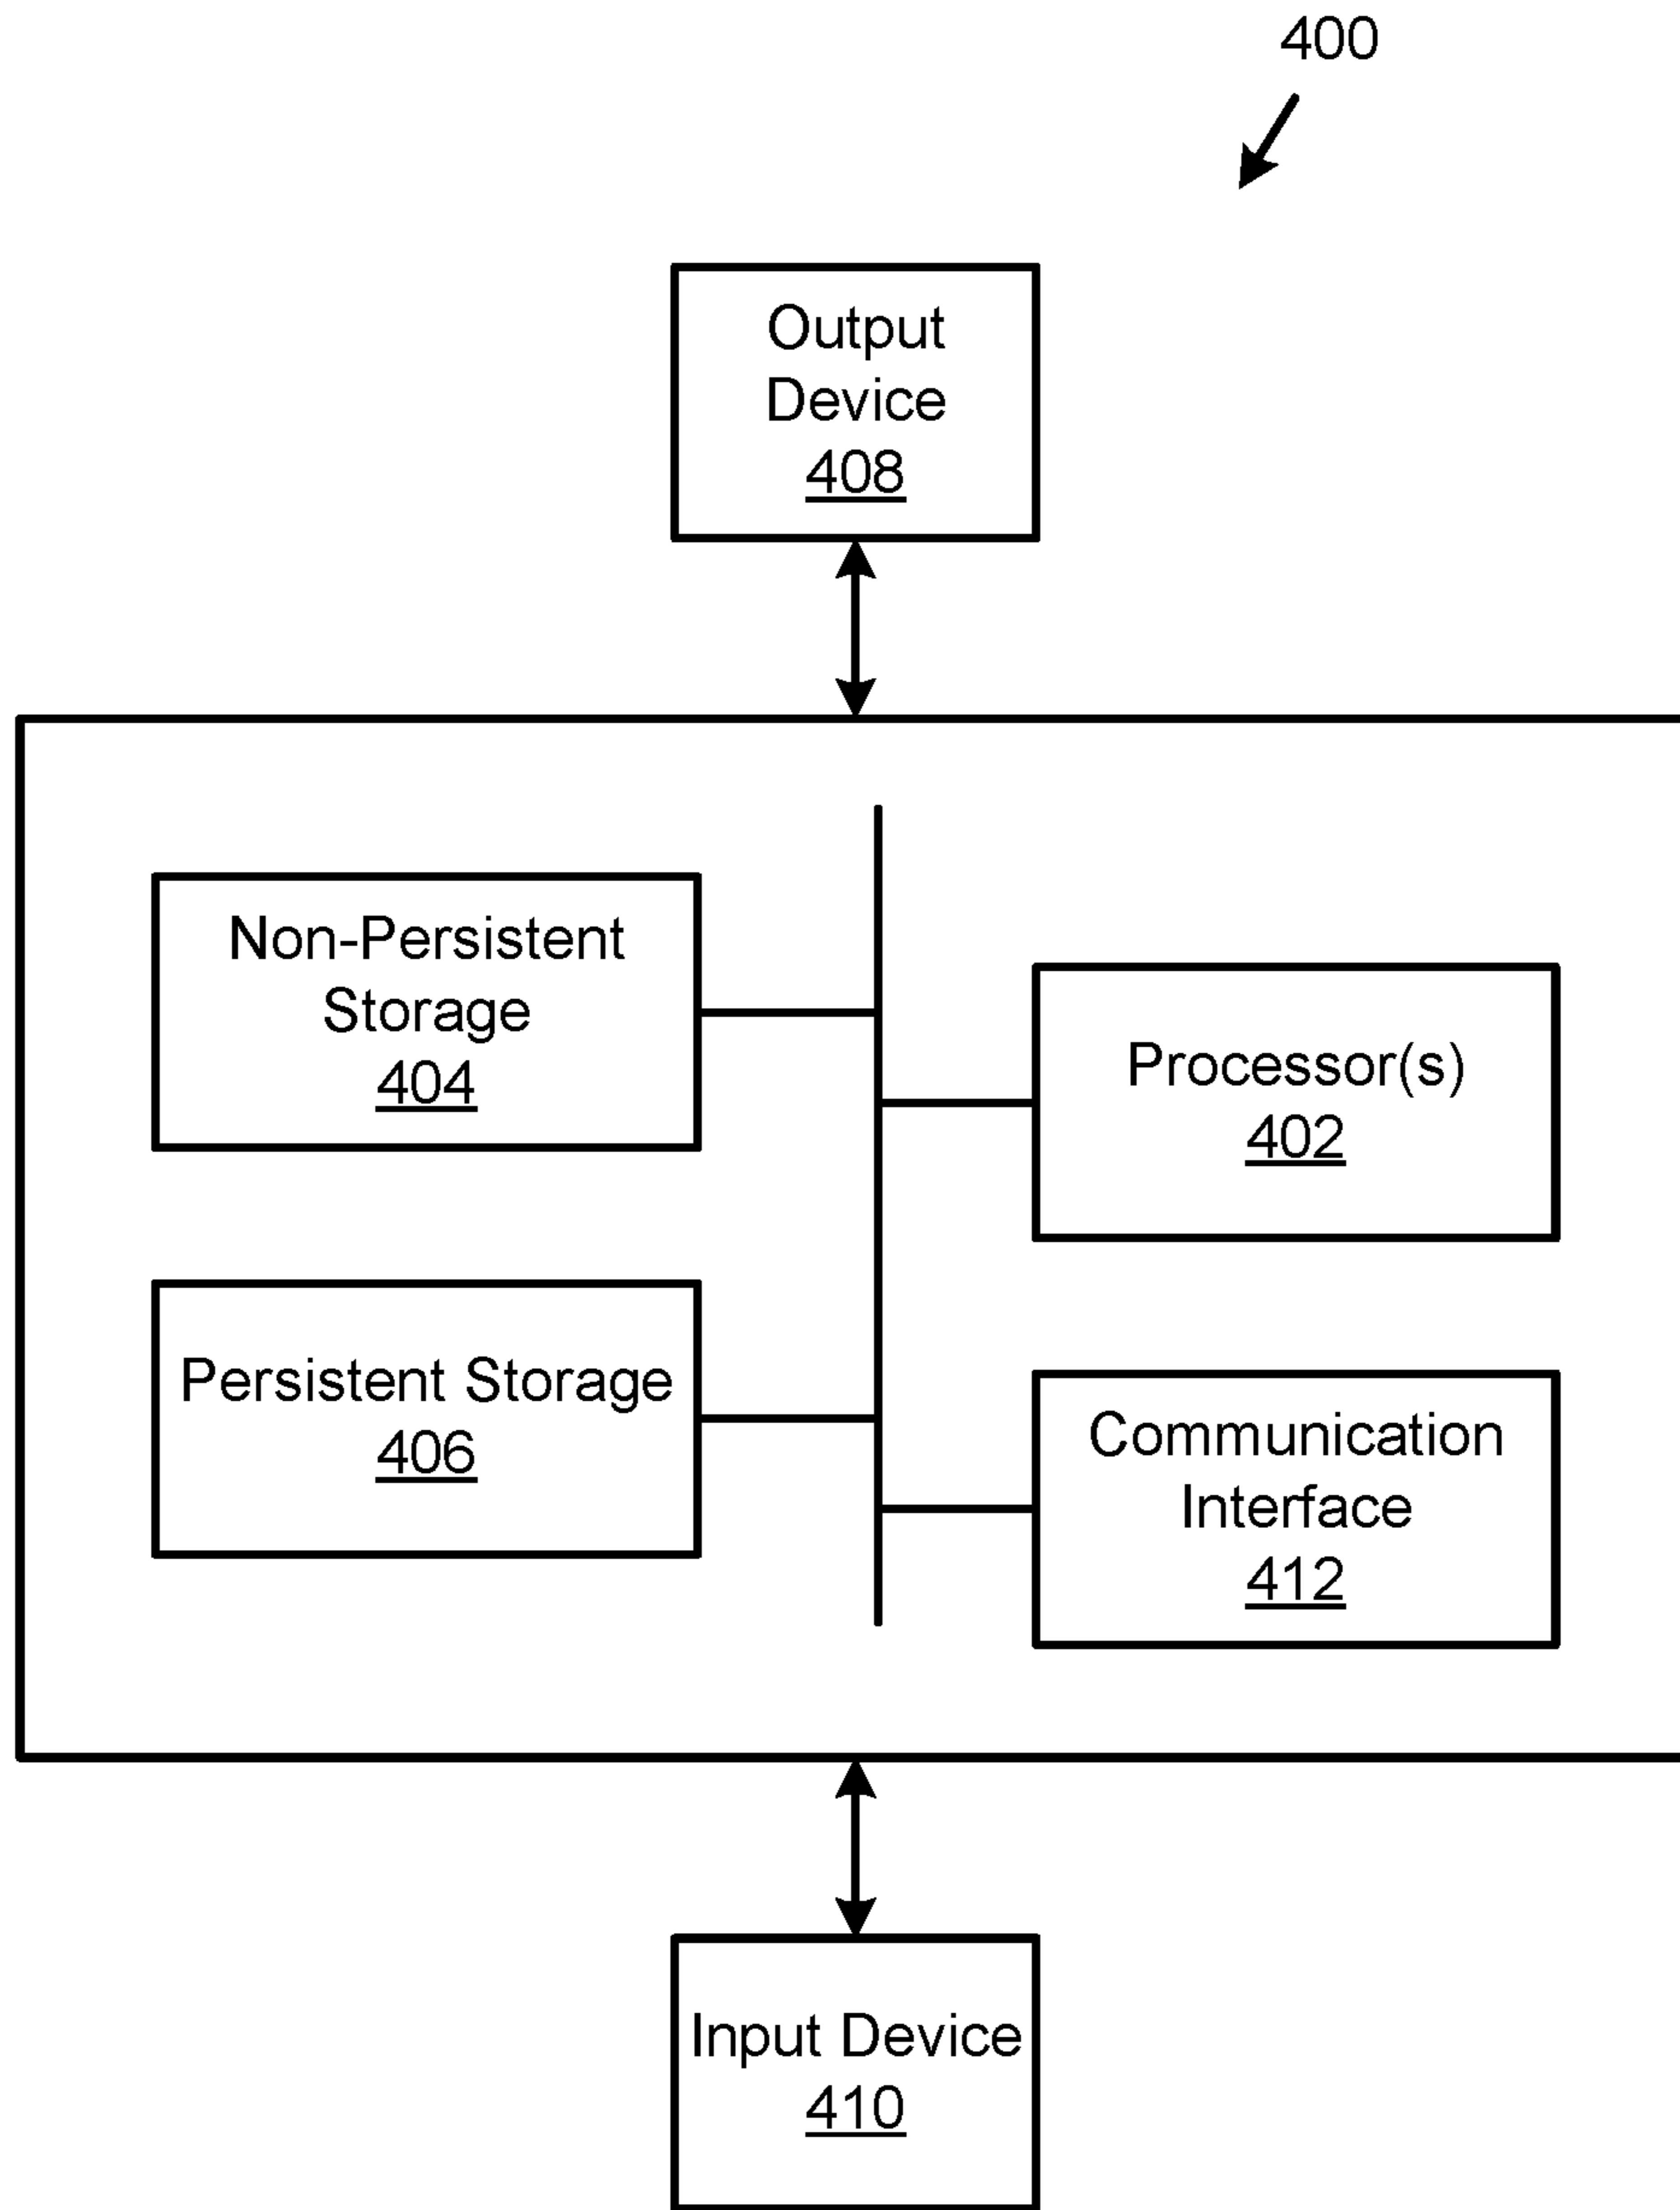 400
Output
Device
408
Non-Persistent
Storage
404
Processor(s)
402
Persistent Storage
406
Communication
Interface
412
Input Device
410